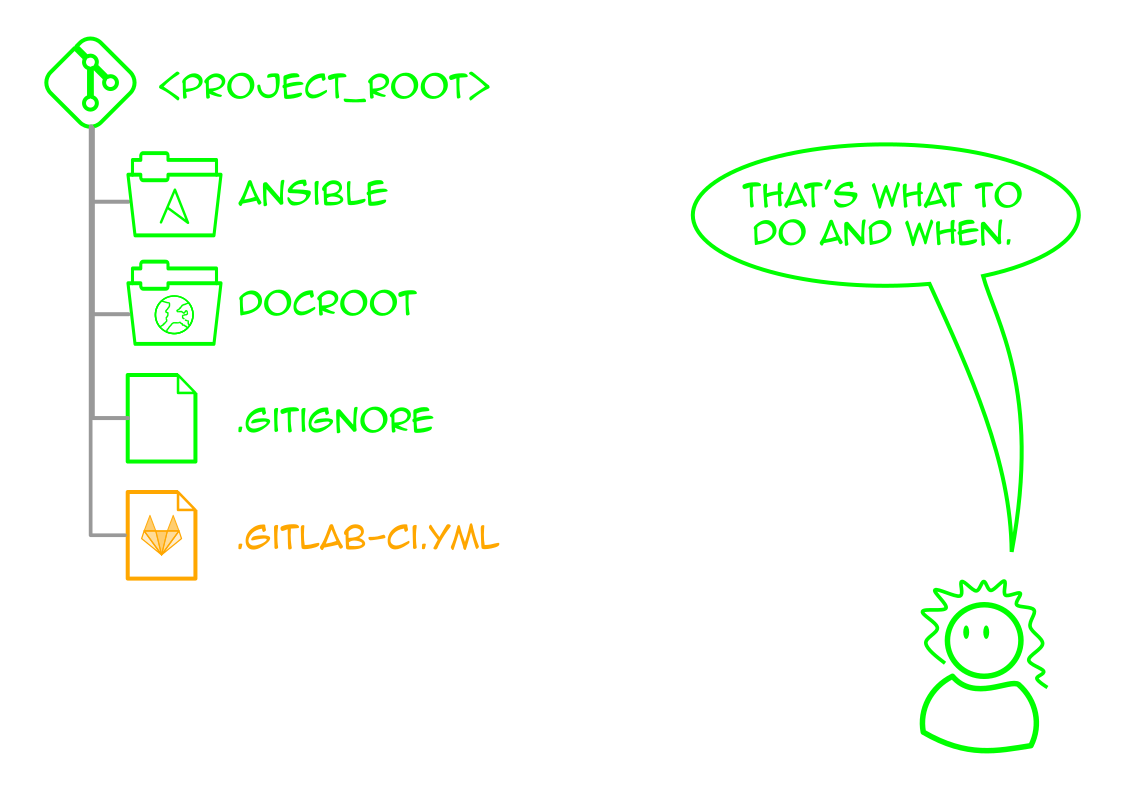 <PROJECT_ROOT>
ANSIBLE
DOCROOT
.GITIGNORE
.GITLAB-CI.YML
THAT'S WHAT TO
DO AND WHEN.